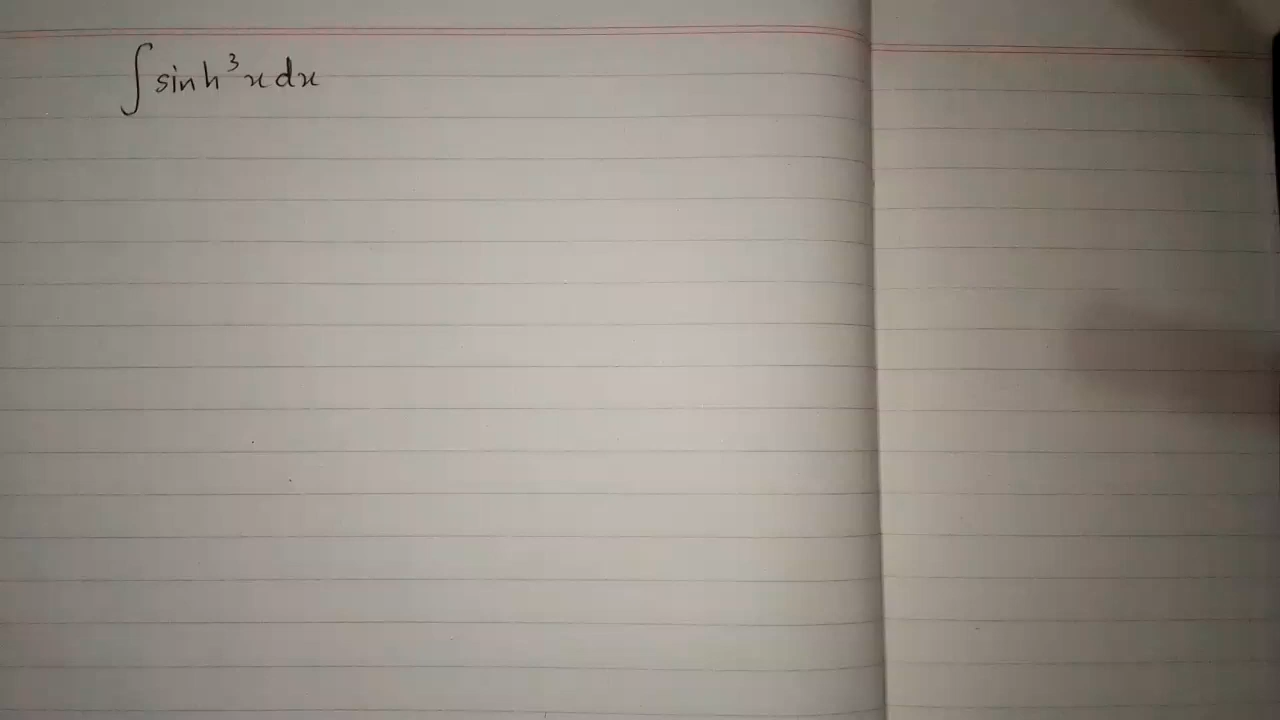 ∫ sinh³x dx